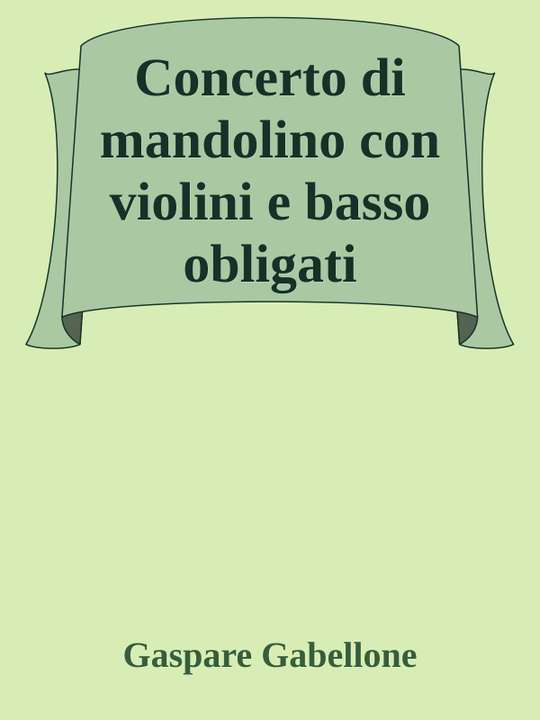 Concerto di
mandolino con
violini e basso
obligati
Gaspare Gabellone